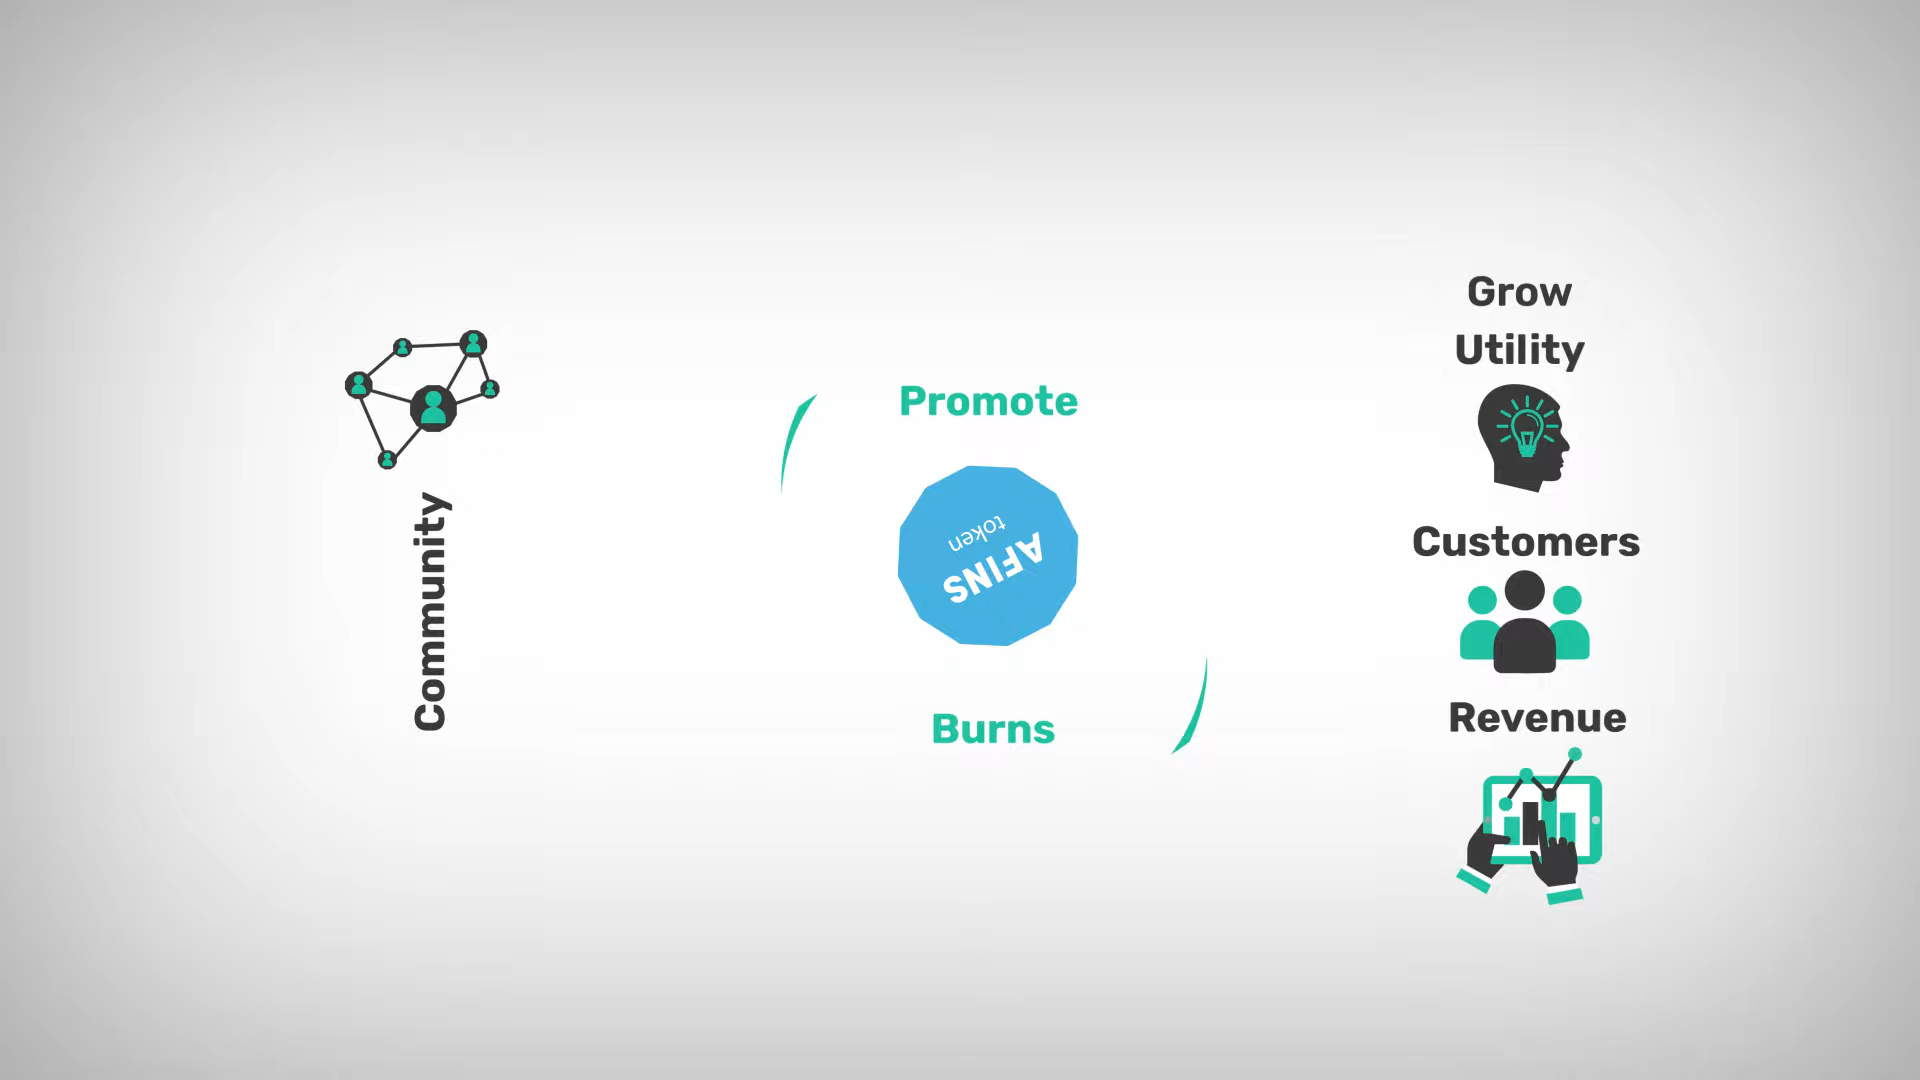 Community
Promote
AFINS
token
Burns
Grow
Utility
Customers
Revenue